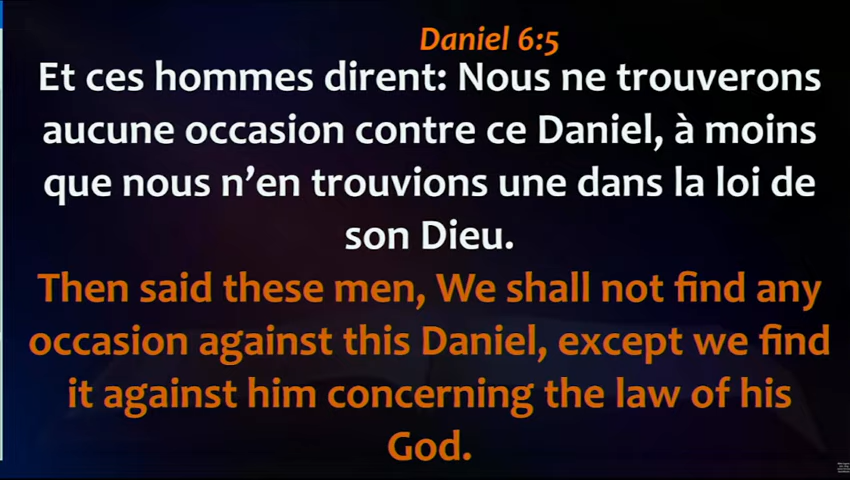 Daniel 6:5
Et ces hommes dirent: Nous ne trouverons
aucune occasion contre ce Daniel, à moins
que nous n’en trouvions une dans la loi de
son Dieu.
Then said these men, We shall not find any
occasion against this Daniel, except we find
it against him concerning the law of his
God.